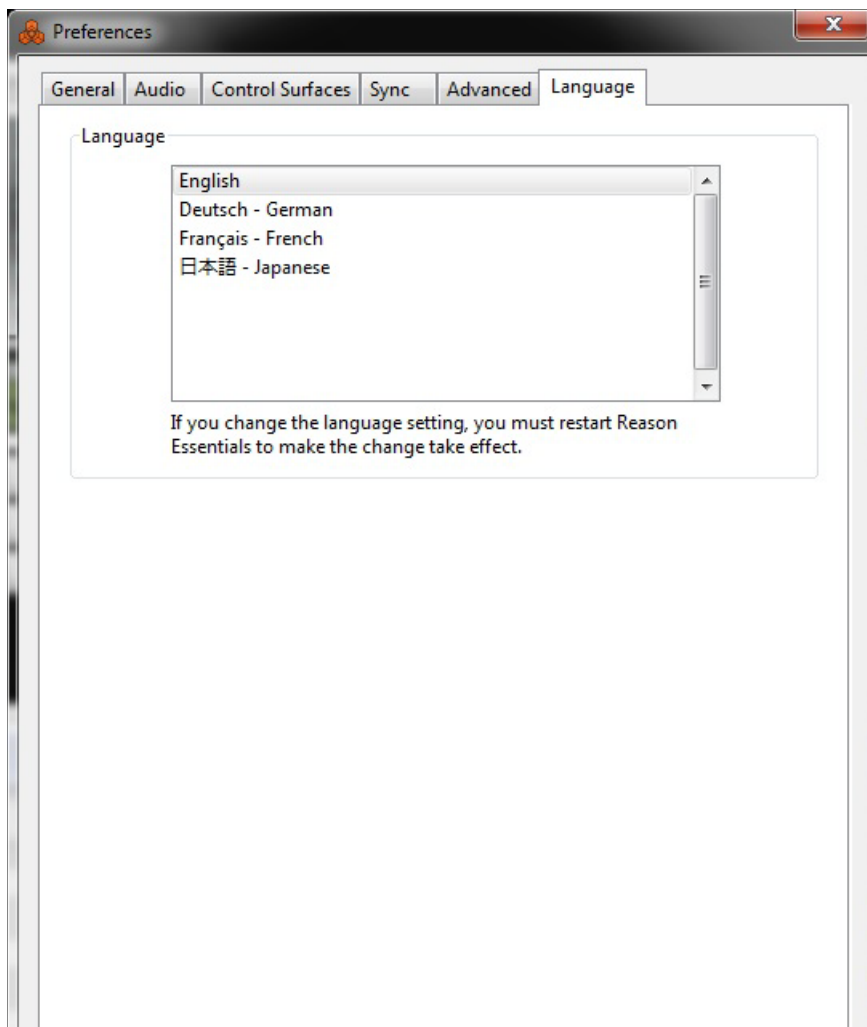 Preferences
General Audio Control Surfaces Sync Advanced Language
Language
English
Deutsch - German
Français - French
日本語 - Japanese
If you change the language setting, you must restart Reason
Essentials to make the change take effect.